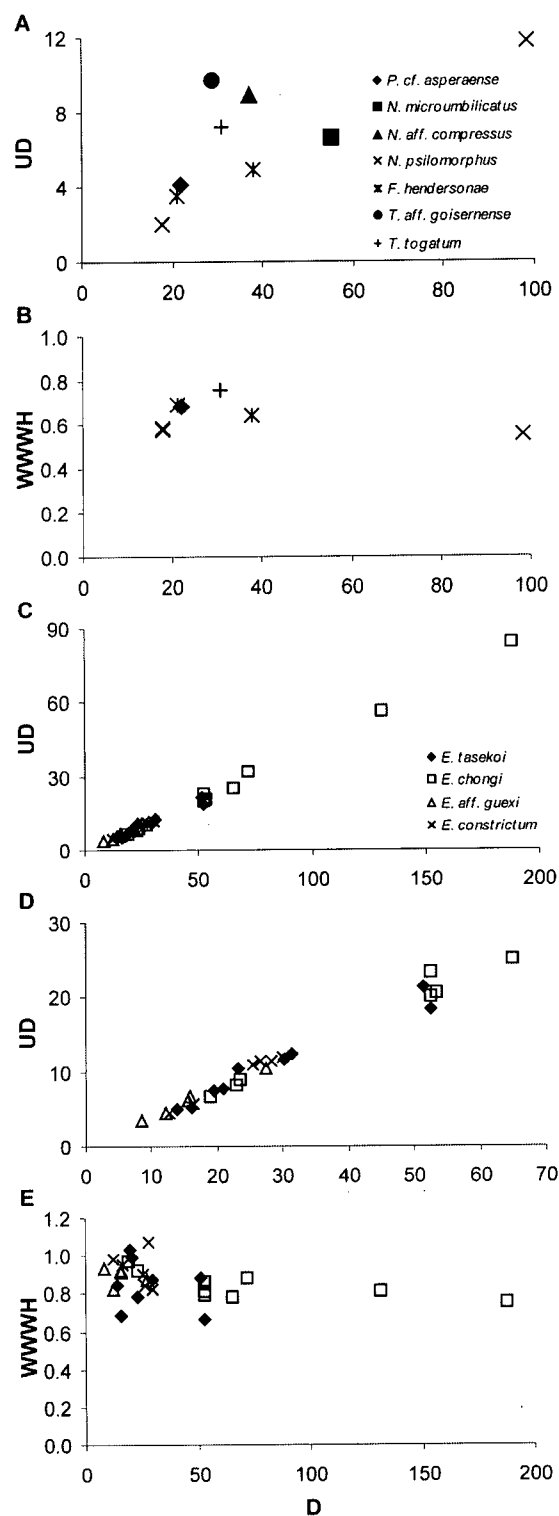 A
UD
12
8
4
0
0
20
40
60
80
100
P. cf. asperaense
N. microumbilicatus
N. aff. compressus
N. psilomorphus
F. hendersonae
T. aff. goisernense
T. togatum
B
WWWH
1.0
0.8
0.6
0.4
0.2
0.0
0
20
40
60
80
100
C
UD
90
60
30
0
0
50
100
150
200
E. tasekoi
E. chongi
E. aff. guexi
E. constrictum
D
UD
30
20
10
0
0
10
20
30
40
50
60
70
E
WWWH
1.2
1.0
0.8
0.6
0.4
0.2
0.0
0
50
100
150
200
D